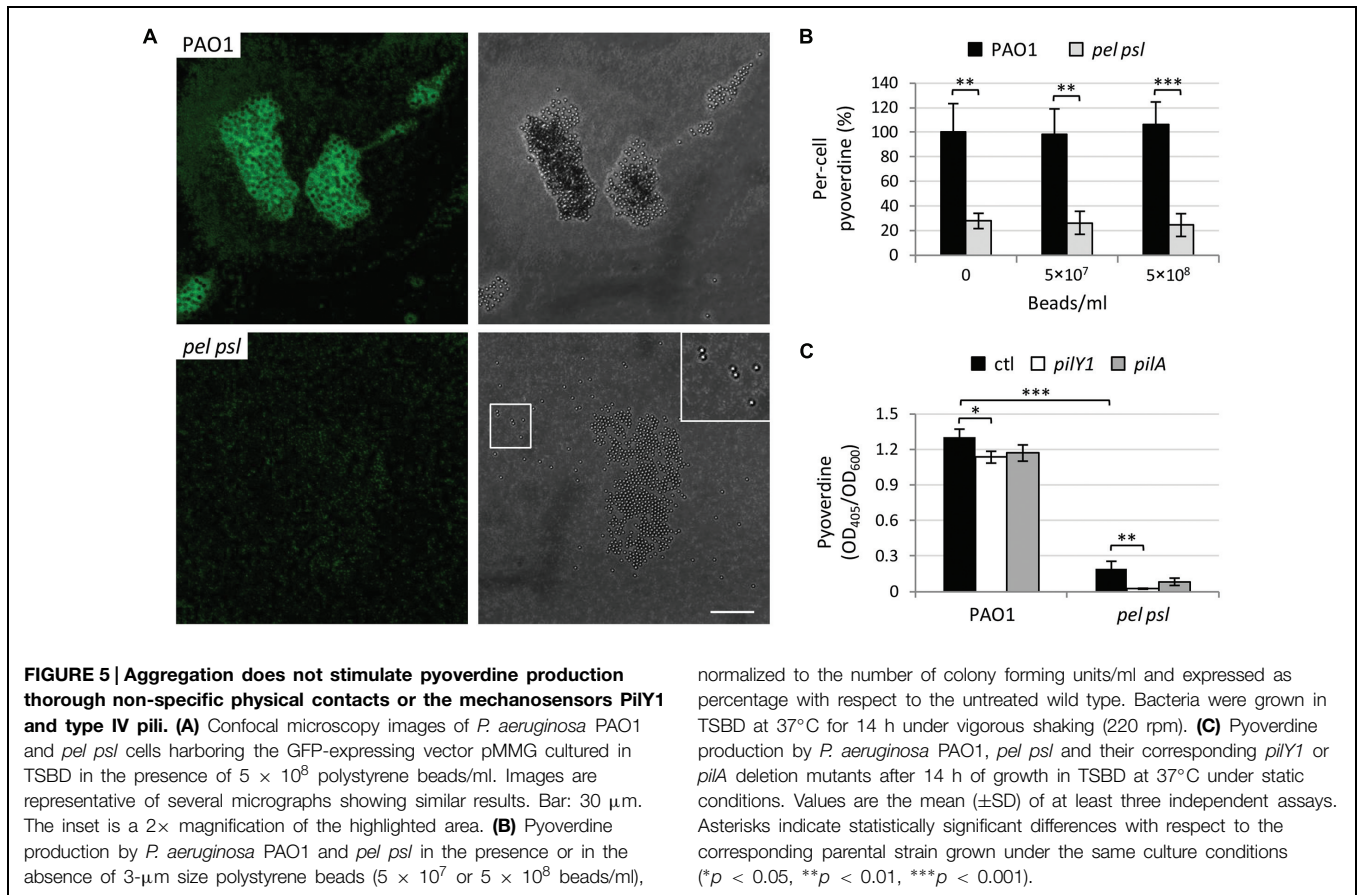 A
PAO1
pel psl
B
PAO1 pel psl
Per-cell
pyoverdine (%)
140
120
100
80
60
40
20
0
** ** ***
0 5×10⁷ 5×10⁸
Beads/ml
C
ctl pilY1 pilA
Pyoverdine
(OD₄₀₅/OD₆₀₀)
1.5
1.2
0.9
0.6
0.3
0
***
*
**
PAO1 pel psl
FIGURE 5 | Aggregation does not stimulate pyoverdine production
thorough non-specific physical contacts or the mechanosensors PilY1
and type IV pili. (A) Confocal microscopy images of P. aeruginosa PAO1
and pel psl cells harboring the GFP-expressing vector pMMG cultured in
TSBD in the presence of 5 × 10⁸ polystyrene beads/ml. Images are
representative of several micrographs showing similar results. Bar: 30 μm.
The inset is a 2× magnification of the highlighted area. (B) Pyoverdine
production by P. aeruginosa PAO1 and pel psl in the presence or in the
absence of 3-μm size polystyrene beads (5 × 10⁷ or 5 × 10⁸ beads/ml),
normalized to the number of colony forming units/ml and expressed as
percentage with respect to the untreated wild type. Bacteria were grown in
TSBD at 37°C for 14 h under vigorous shaking (220 rpm). (C) Pyoverdine
production by P. aeruginosa PAO1, pel psl and their corresponding pilY1 or
pilA deletion mutants after 14 h of growth in TSBD at 37°C under static
conditions. Values are the mean (±SD) of at least three independent assays.
Asterisks indicate statistically significant differences with respect to the
corresponding parental strain grown under the same culture conditions
(*p < 0.05, **p < 0.01, ***p < 0.001).